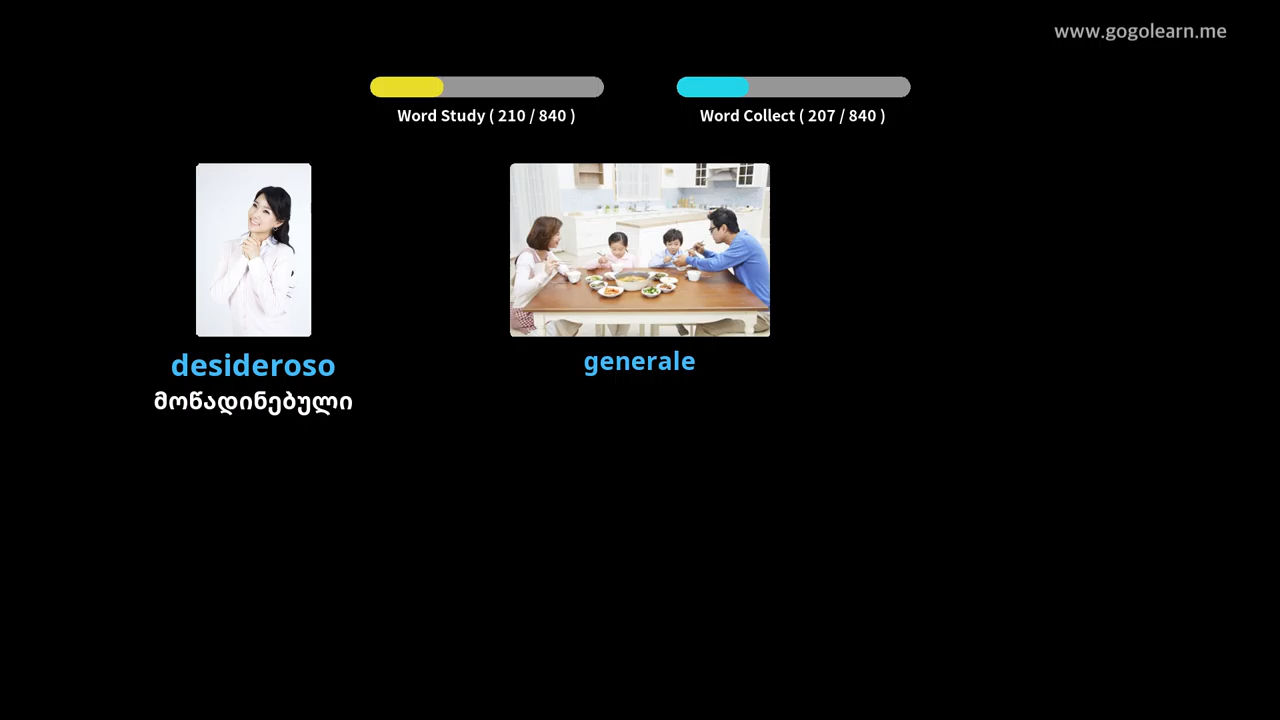 www.gogolearn.me
Word Study ( 210 / 840 )
Word Collect ( 207 / 840 )
desideroso
მოწადინებული
generale